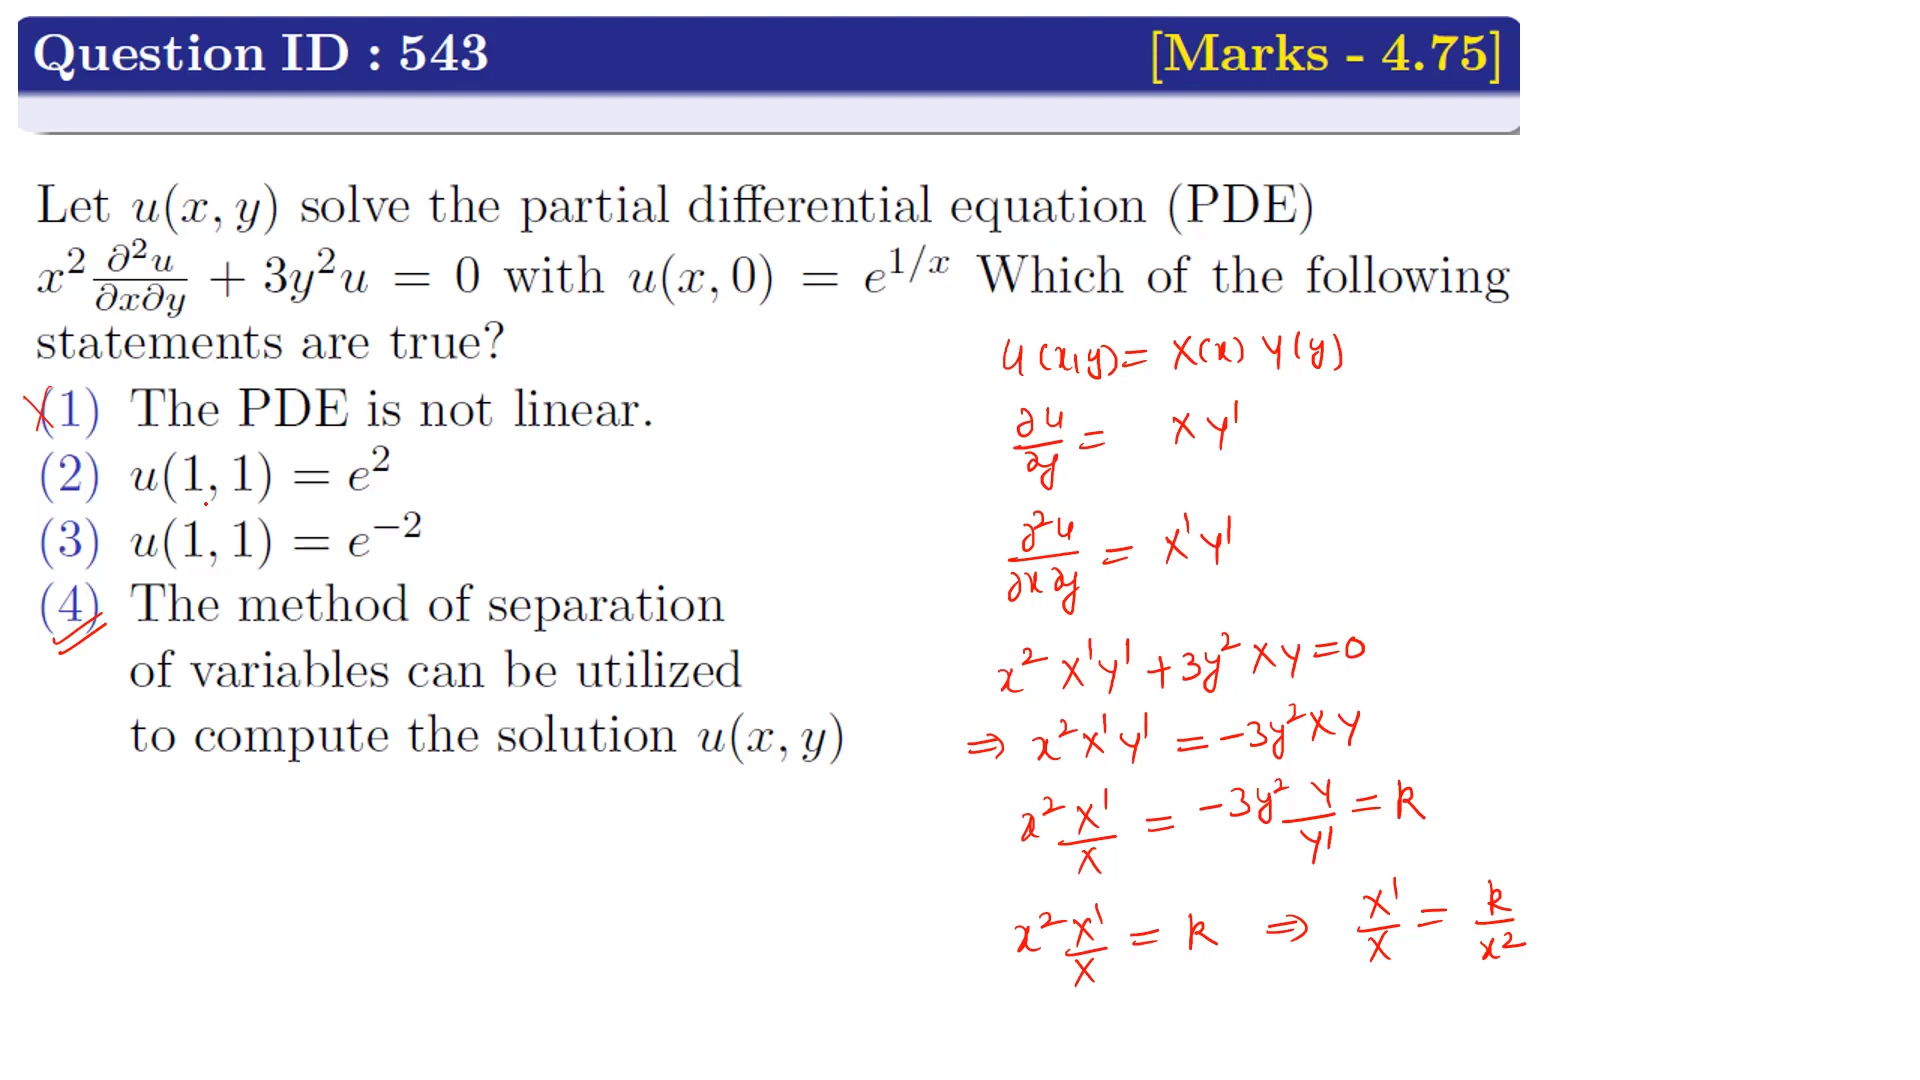 Question ID : 543 [Marks - 4.75]
Let u(x, y) solve the partial differential equation (PDE)
x² ∂²u/∂x∂y + 3y²u = 0 with u(x, 0) = e^{1/x} Which of the following
statements are true?
(1) The PDE is not linear.
(2) u(1, 1) = e²
(3) u(1, 1) = e⁻²
(4) The method of separation
of variables can be utilized
to compute the solution u(x, y)
u(x,y) = X(x) Y(y)
∂u/∂y = X Y'
∂²u/∂x∂y = X'Y'
x² X'Y' + 3y² XY = 0
⇒ x²X'Y' = -3y²XY
x² X'/X = -3y² Y/Y' = k
x² X'/X = k ⇒ X'/X = k/x²